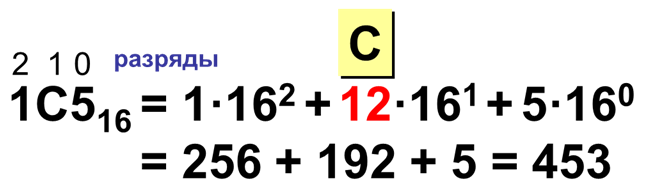 C
2 1 0 разряды
1C5₁₆ = 1·16² + 12·16¹ + 5·16⁰
= 256 + 192 + 5 = 453